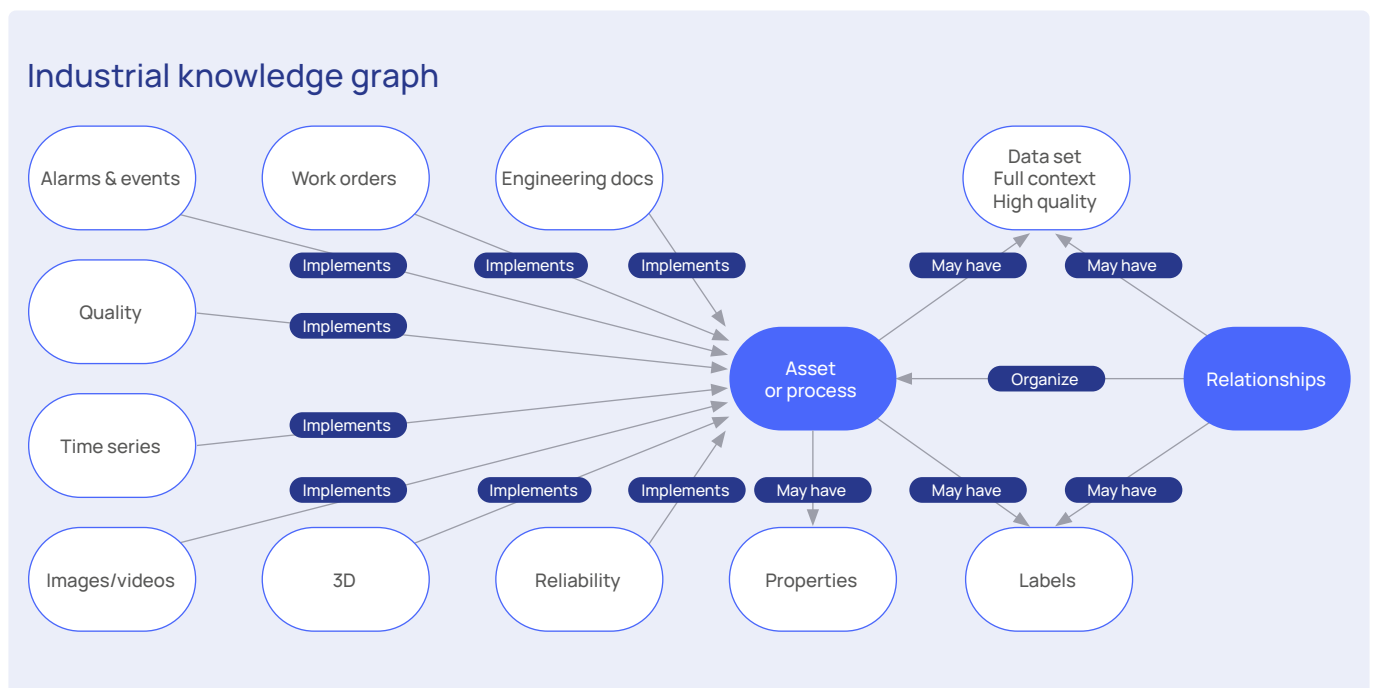 Industrial knowledge graph
Alarms & events
Work orders
Engineering docs
Data set
Full context
High quality
Implements
Implements
Implements
May have
May have
Quality
Implements
Asset
or process
Organize
Relationships
Implements
Time series
Implements
Implements
Implements
May have
May have
May have
Images/videos
3D
Reliability
Properties
Labels